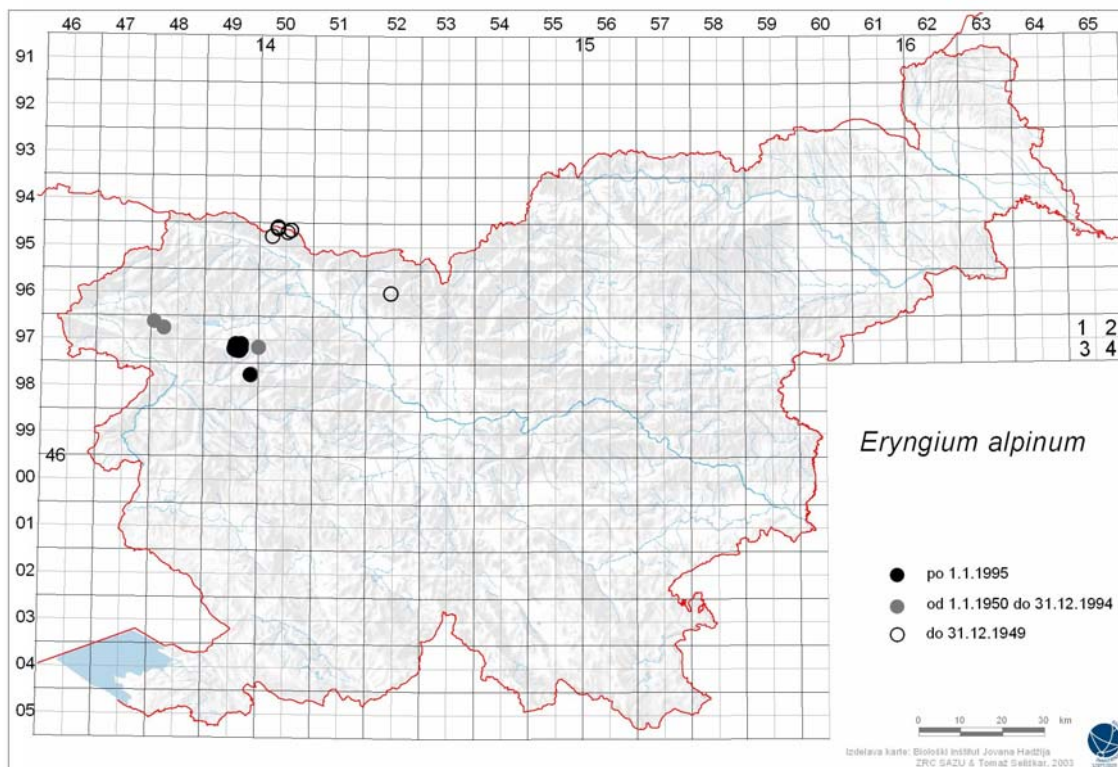 46 47 48 49 50 51 52 53 54 55 56 57 58 59 60 61 62 63 64 65
14 15 16
91
92
93
94
95
96
97
98
99
46
00
01
02
03
04
05
1 2
3 4
Eryngium alpinum
po 1.1.1995
od 1.1.1950 do 31.12.1994
do 31.12.1949
0 10 20 30 km
Izdelava karte: Biološki inštitut Jovana Hadžija
ZRC SAZU & Tomaž Seliškar, 2003